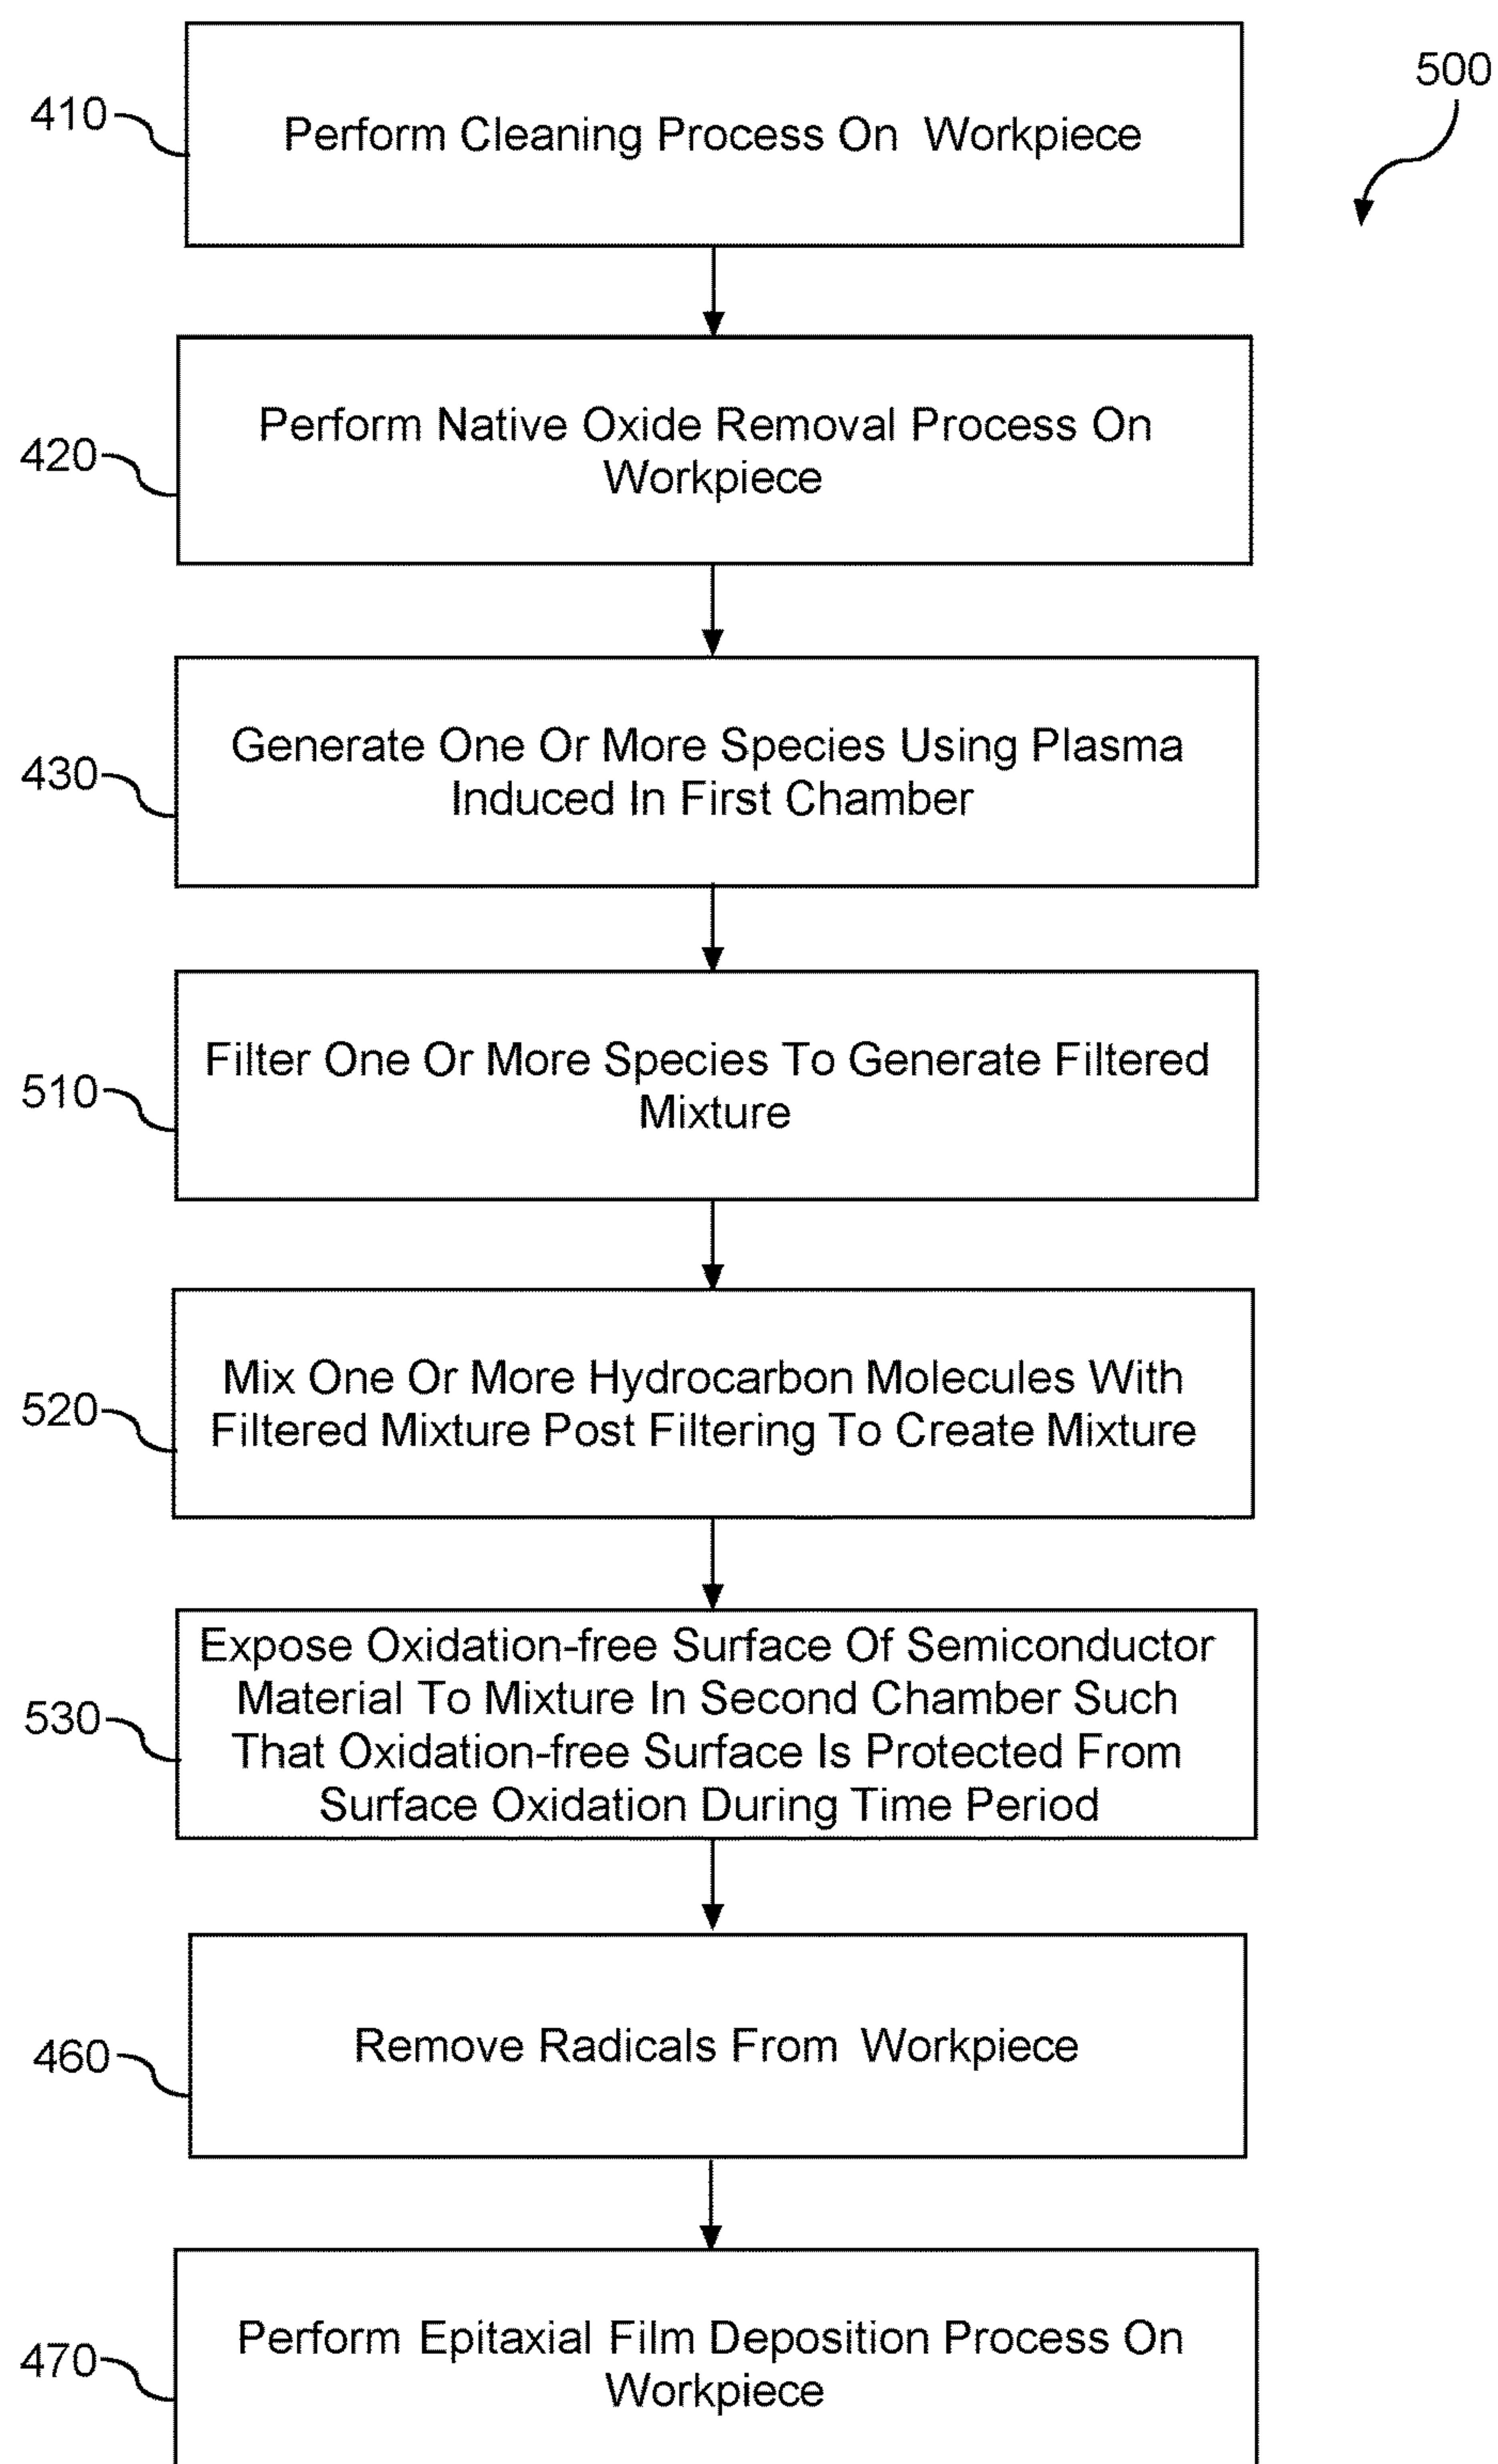 500
410
Perform Cleaning Process On Workpiece
420
Perform Native Oxide Removal Process On
Workpiece
430
Generate One Or More Species Using Plasma
Induced In First Chamber
510
Filter One Or More Species To Generate Filtered
Mixture
520
Mix One Or More Hydrocarbon Molecules With
Filtered Mixture Post Filtering To Create Mixture
530
Expose Oxidation-free Surface Of Semiconductor
Material To Mixture In Second Chamber Such
That Oxidation-free Surface Is Protected From
Surface Oxidation During Time Period
460
Remove Radicals From Workpiece
470
Perform Epitaxial Film Deposition Process On
Workpiece